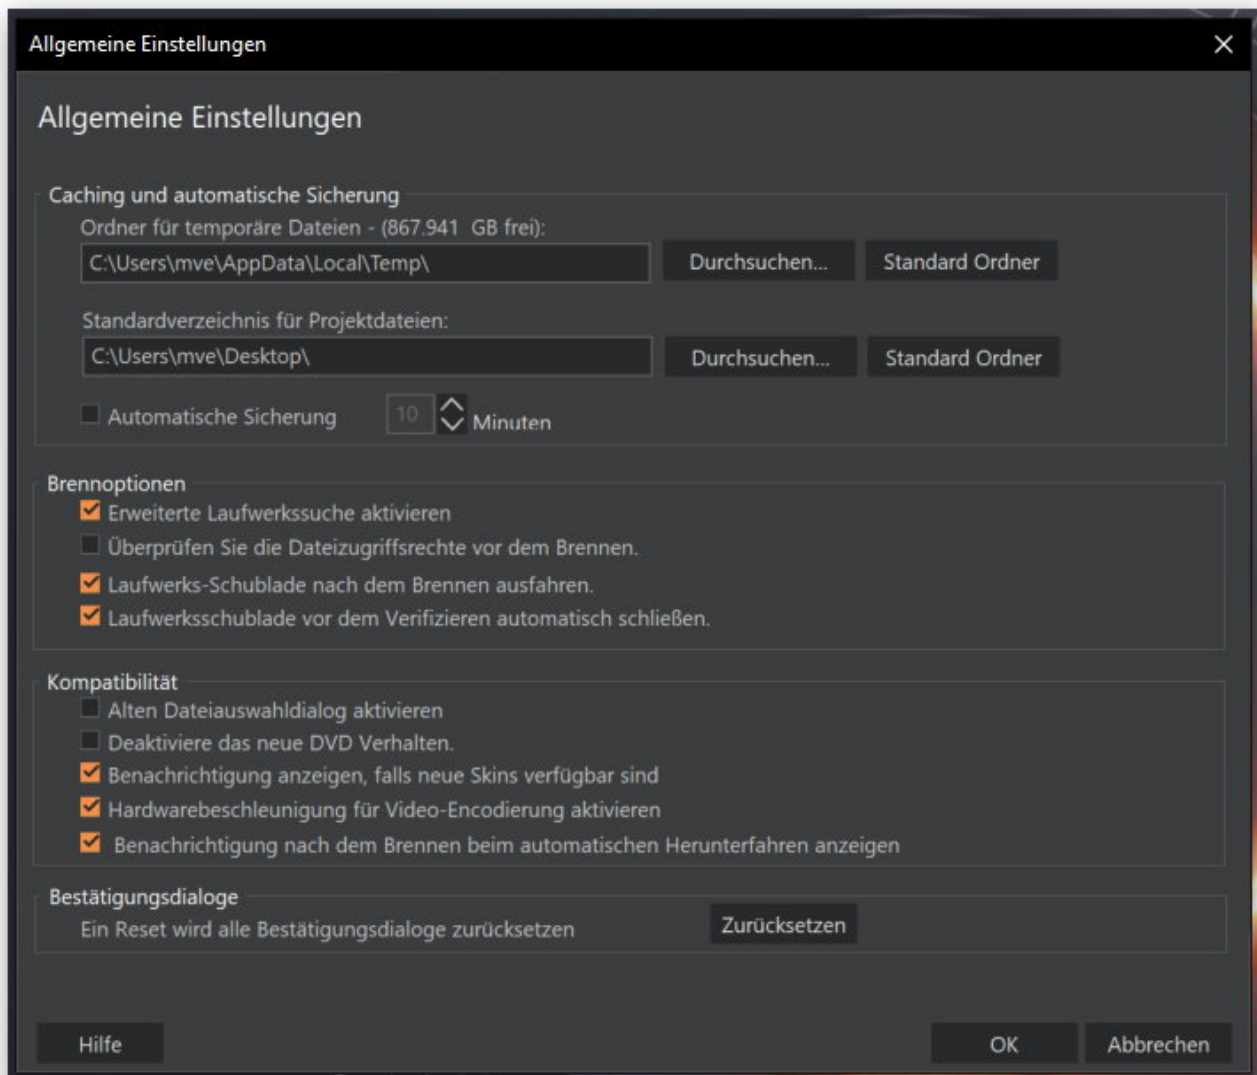 Allgemeine Einstellungen
Allgemeine Einstellungen
Caching und automatische Sicherung
Ordner für temporäre Dateien - (867.941 GB frei):
C:\Users\mve\AppData\Local\Temp\ Durchsuchen... Standard Ordner
Standardverzeichnis für Projektdateien:
C:\Users\mve\Desktop\ Durchsuchen... Standard Ordner
Automatische Sicherung 10 Minuten
Brennoptionen
Erweiterte Laufwerkssuche aktivieren
Überprüfen Sie die Dateizugriffsrechte vor dem Brennen.
Laufwerks-Schublade nach dem Brennen ausfahren.
Laufwerksschublade vor dem Verifizieren automatisch schließen.
Kompatibilität
Alten Dateiauswahldialog aktivieren
Deaktiviere das neue DVD Verhalten.
Benachrichtigung anzeigen, falls neue Skins verfügbar sind
Hardwarebeschleunigung für Video-Encodierung aktivieren
Benachrichtigung nach dem Brennen beim automatischen Herunterfahren anzeigen
Bestätigungsdialoge
Ein Reset wird alle Bestätigungsdialoge zurücksetzen Zurücksetzen
Hilfe OK Abbrechen